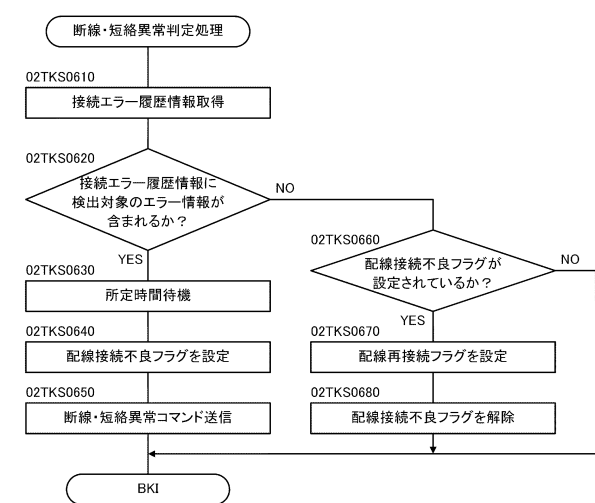 断線・短絡異常判定処理
02TKS0610
接続エラー履歴情報取得
02TKS0620
接続エラー履歴情報に
検出対象のエラー情報が
含まれるか？
NO
YES
02TKS0630
所定時間待機
02TKS0640
配線接続不良フラグを設定
02TKS0650
断線・短絡異常コマンド送信
02TKS0660
配線接続不良フラグが
設定されているか？
NO
YES
02TKS0670
配線再接続フラグを設定
02TKS0680
配線接続不良フラグを解除
BKI